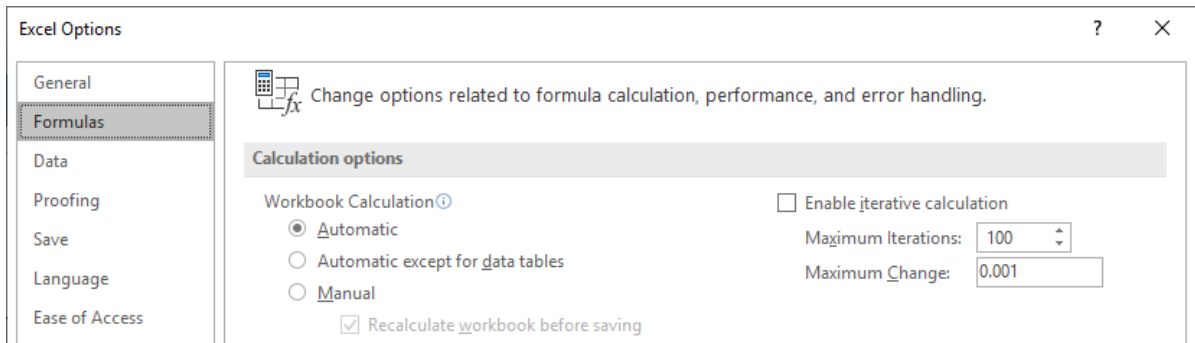 Excel Options
? ×
General
Formulas
Data
Proofing
Save
Language
Ease of Access
fx Change options related to formula calculation, performance, and error handling.
Calculation options
Workbook Calculation
Automatic
Automatic except for data tables
Manual
Recalculate workbook before saving
Enable iterative calculation
Maximum Iterations: 100
Maximum Change: 0.001